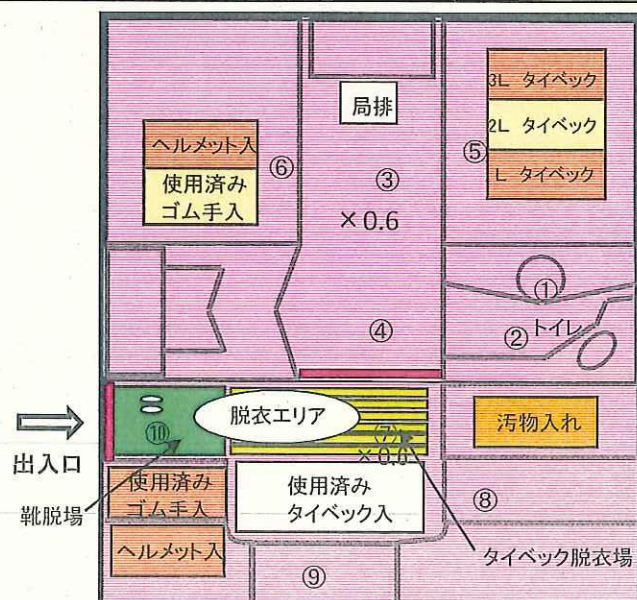 局排
3L タイベック
2L タイベック
L タイベック
⑤
ヘルメット入
使用済み
ゴム手入
⑥
③
×0.6
①
② トイレ
④
脱衣エリア
⑩
⑦
×0.6
汚物入れ
出入口
靴脱場
使用済み
ゴム手入
ヘルメット入
使用済み
タイベック入
⑧
タイベック脱衣場
⑨